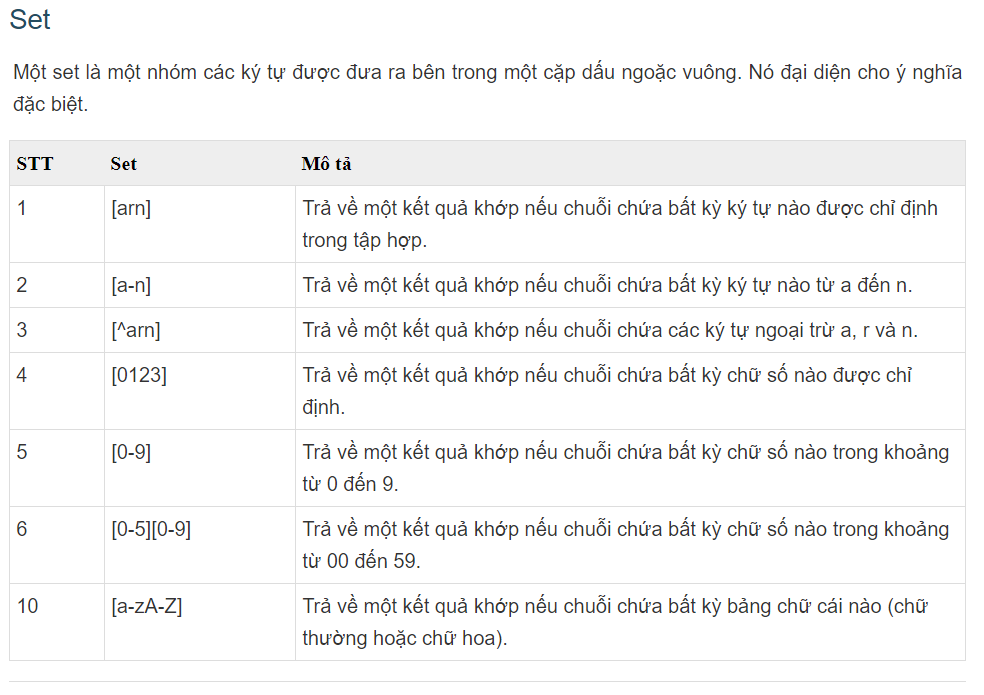 Set
Một set là một nhóm các ký tự được đưa ra bên trong một cặp dấu ngoặc vuông. Nó đại diện cho ý nghĩa
đặc biệt.
STT Set Mô tả
1 [arn] Trả về một kết quả khớp nếu chuỗi chứa bất kỳ ký tự nào được chỉ định
trong tập hợp.
2 [a-n] Trả về một kết quả khớp nếu chuỗi chứa bất kỳ ký tự nào từ a đến n.
3 [^arn] Trả về một kết quả khớp nếu chuỗi chứa các ký tự ngoại trừ a, r và n.
4 [0123] Trả về một kết quả khớp nếu chuỗi chứa bất kỳ chữ số nào được chỉ
định.
5 [0-9] Trả về một kết quả khớp nếu chuỗi chứa bất kỳ chữ số nào trong khoảng
từ 0 đến 9.
6 [0-5][0-9] Trả về một kết quả khớp nếu chuỗi chứa bất kỳ chữ số nào trong khoảng
từ 00 đến 59.
10 [a-zA-Z] Trả về một kết quả khớp nếu chuỗi chứa bất kỳ bảng chữ cái nào (chữ
thường hoặc chữ hoa).